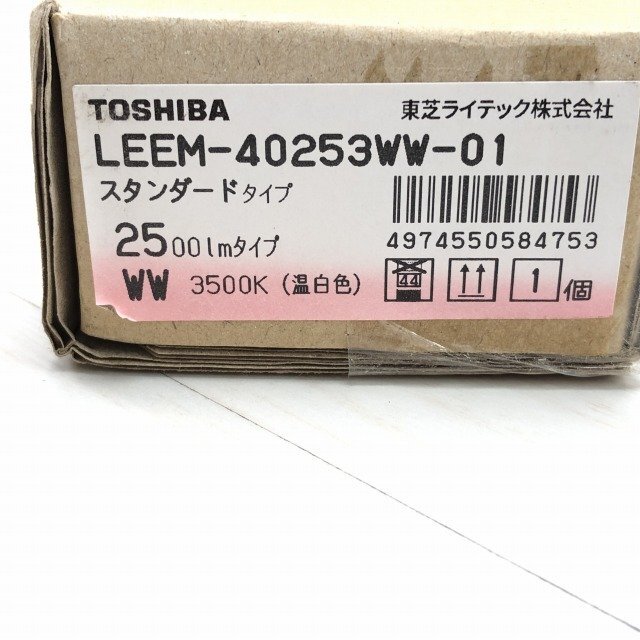 TOSHIBA 東芝ライテック株式会社
LEEM-40253WW-01
スタンダードタイプ
2500lmタイプ
4974550584753
WW 3500K (温白色)
44
1個